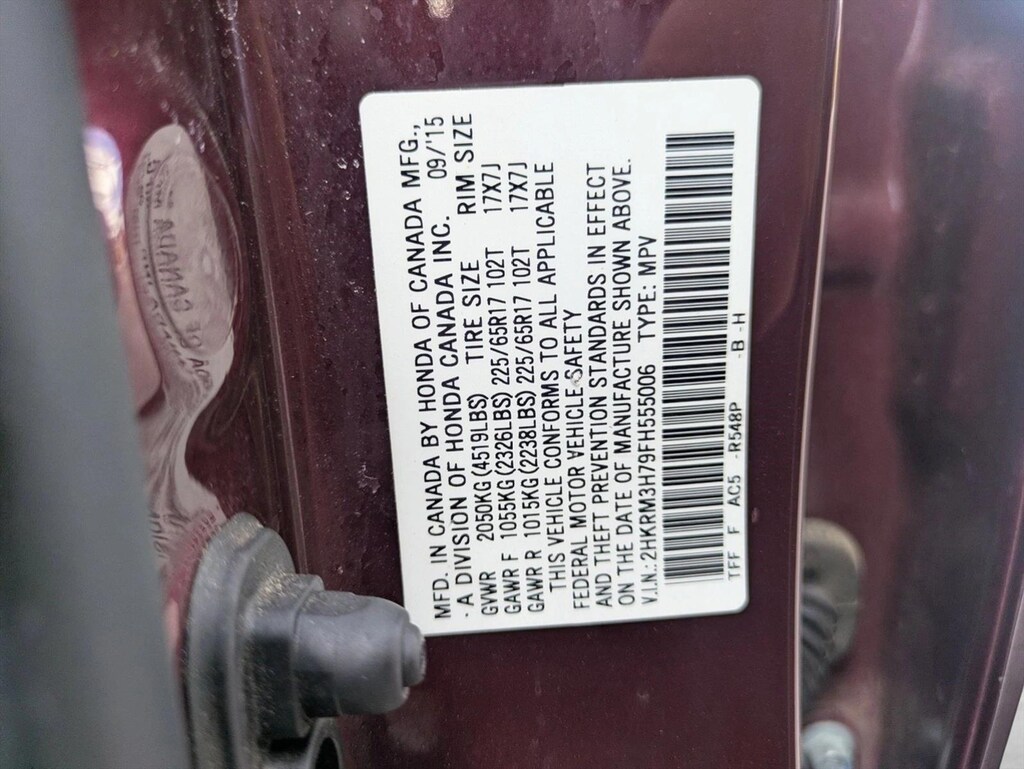 MFD. IN CANADA BY HONDA OF CANADA MFG.,
- A DIVISION OF HONDA CANADA INC. 09/'15
GVWR 2050KG(4519LBS) TIRE SIZE RIM SIZE
GAWR F 1055KG(2326LBS) 225/65R17 102T 17X7J
GAWR R 1015KG(2238LBS) 225/65R17 102T 17X7J
THIS VEHICLE CONFORMS TO ALL APPLICABLE
FEDERAL MOTOR VEHICLE SAFETY
AND THEFT PREVENTION STANDARDS IN EFFECT
ON THE DATE OF MANUFACTURE SHOWN ABOVE.
V.I.N.:2HKRM3H79FH555006 TYPE: MPV
TFF F AC5 -R548P -B-H